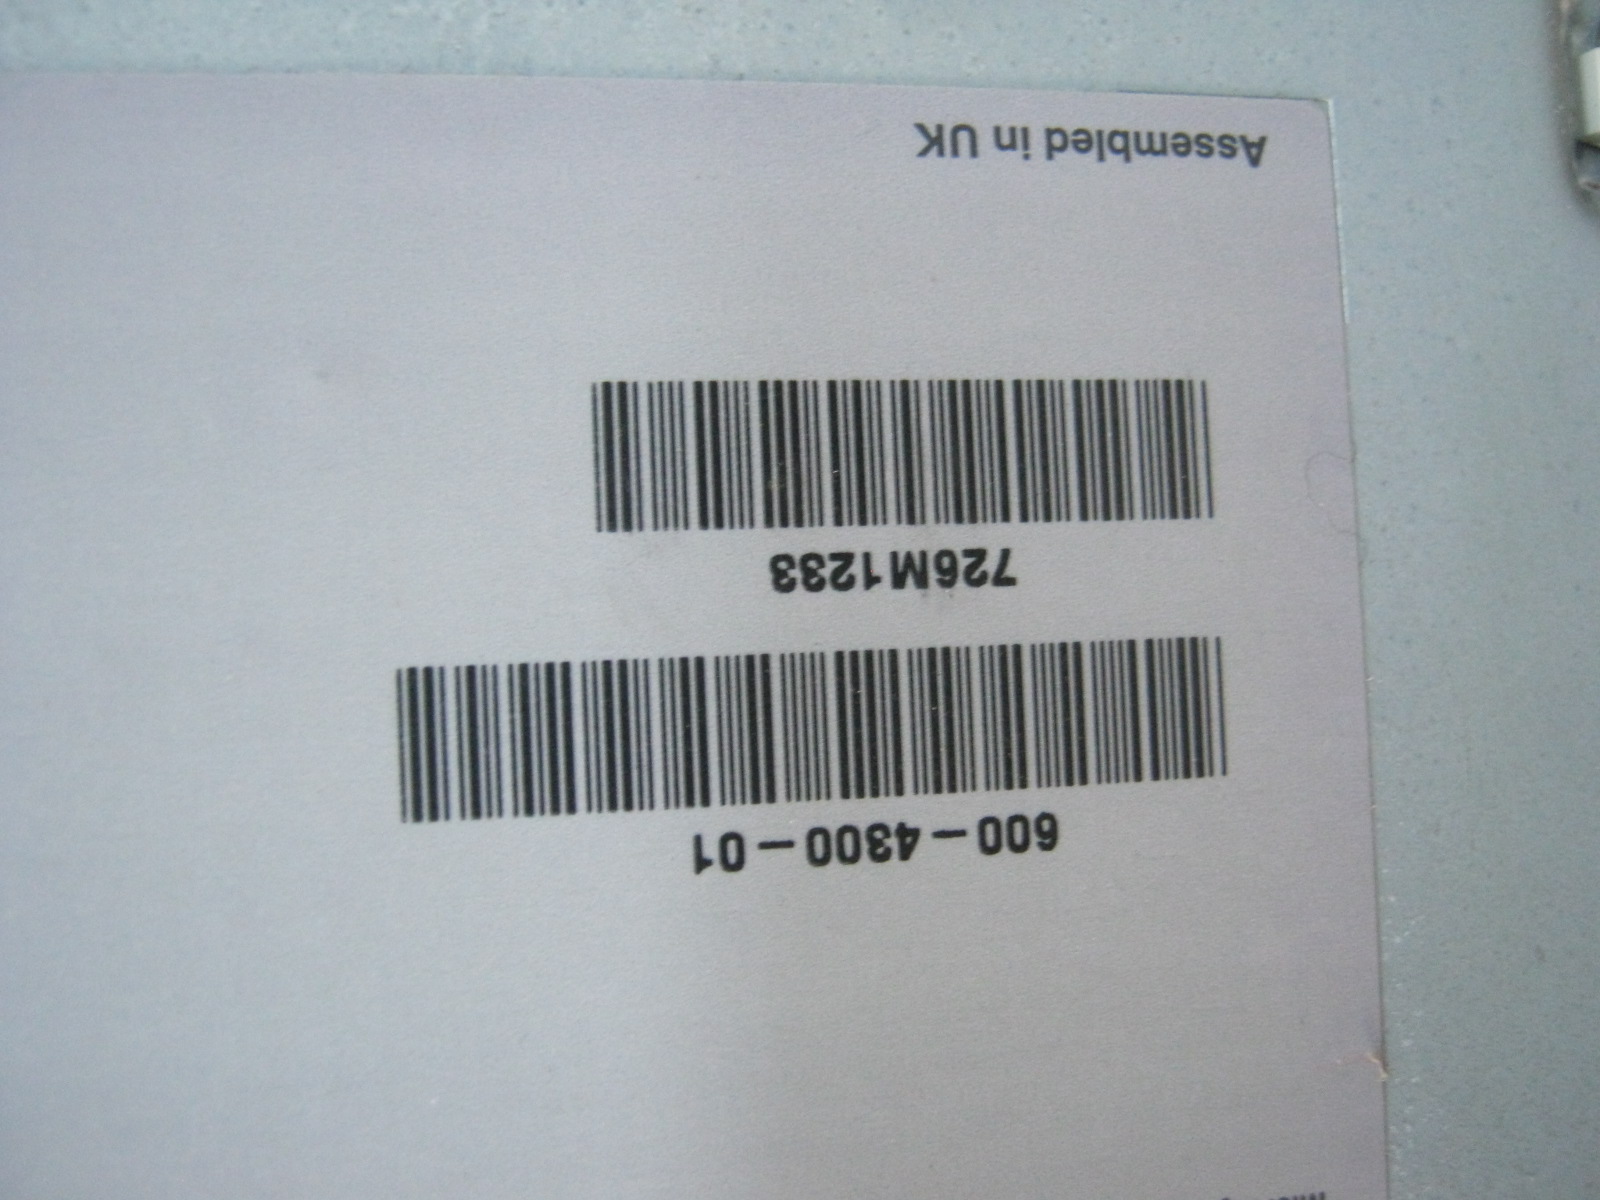 600-4300-01
726M1233
Assembled in UK